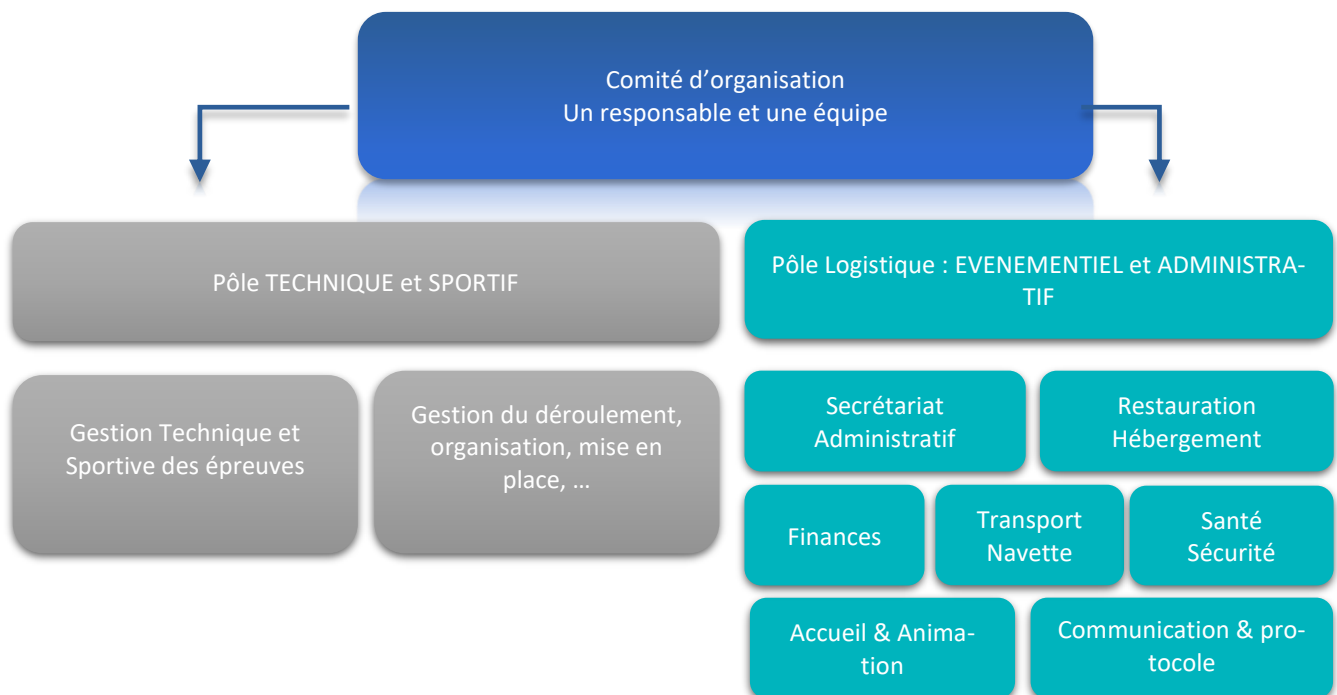 Comité d’organisation
Un responsable et une équipe
Pôle TECHNIQUE et SPORTIF
Pôle Logistique : EVENEMENTIEL et ADMINISTRA-
TIF
Gestion Technique et
Sportive des épreuves
Gestion du déroulement,
organisation, mise en
place, …
Secrétariat
Administratif
Restauration
Hébergement
Finances
Transport
Navette
Santé
Sécurité
Accueil & Anima-
tion
Communication & pro-
tocole